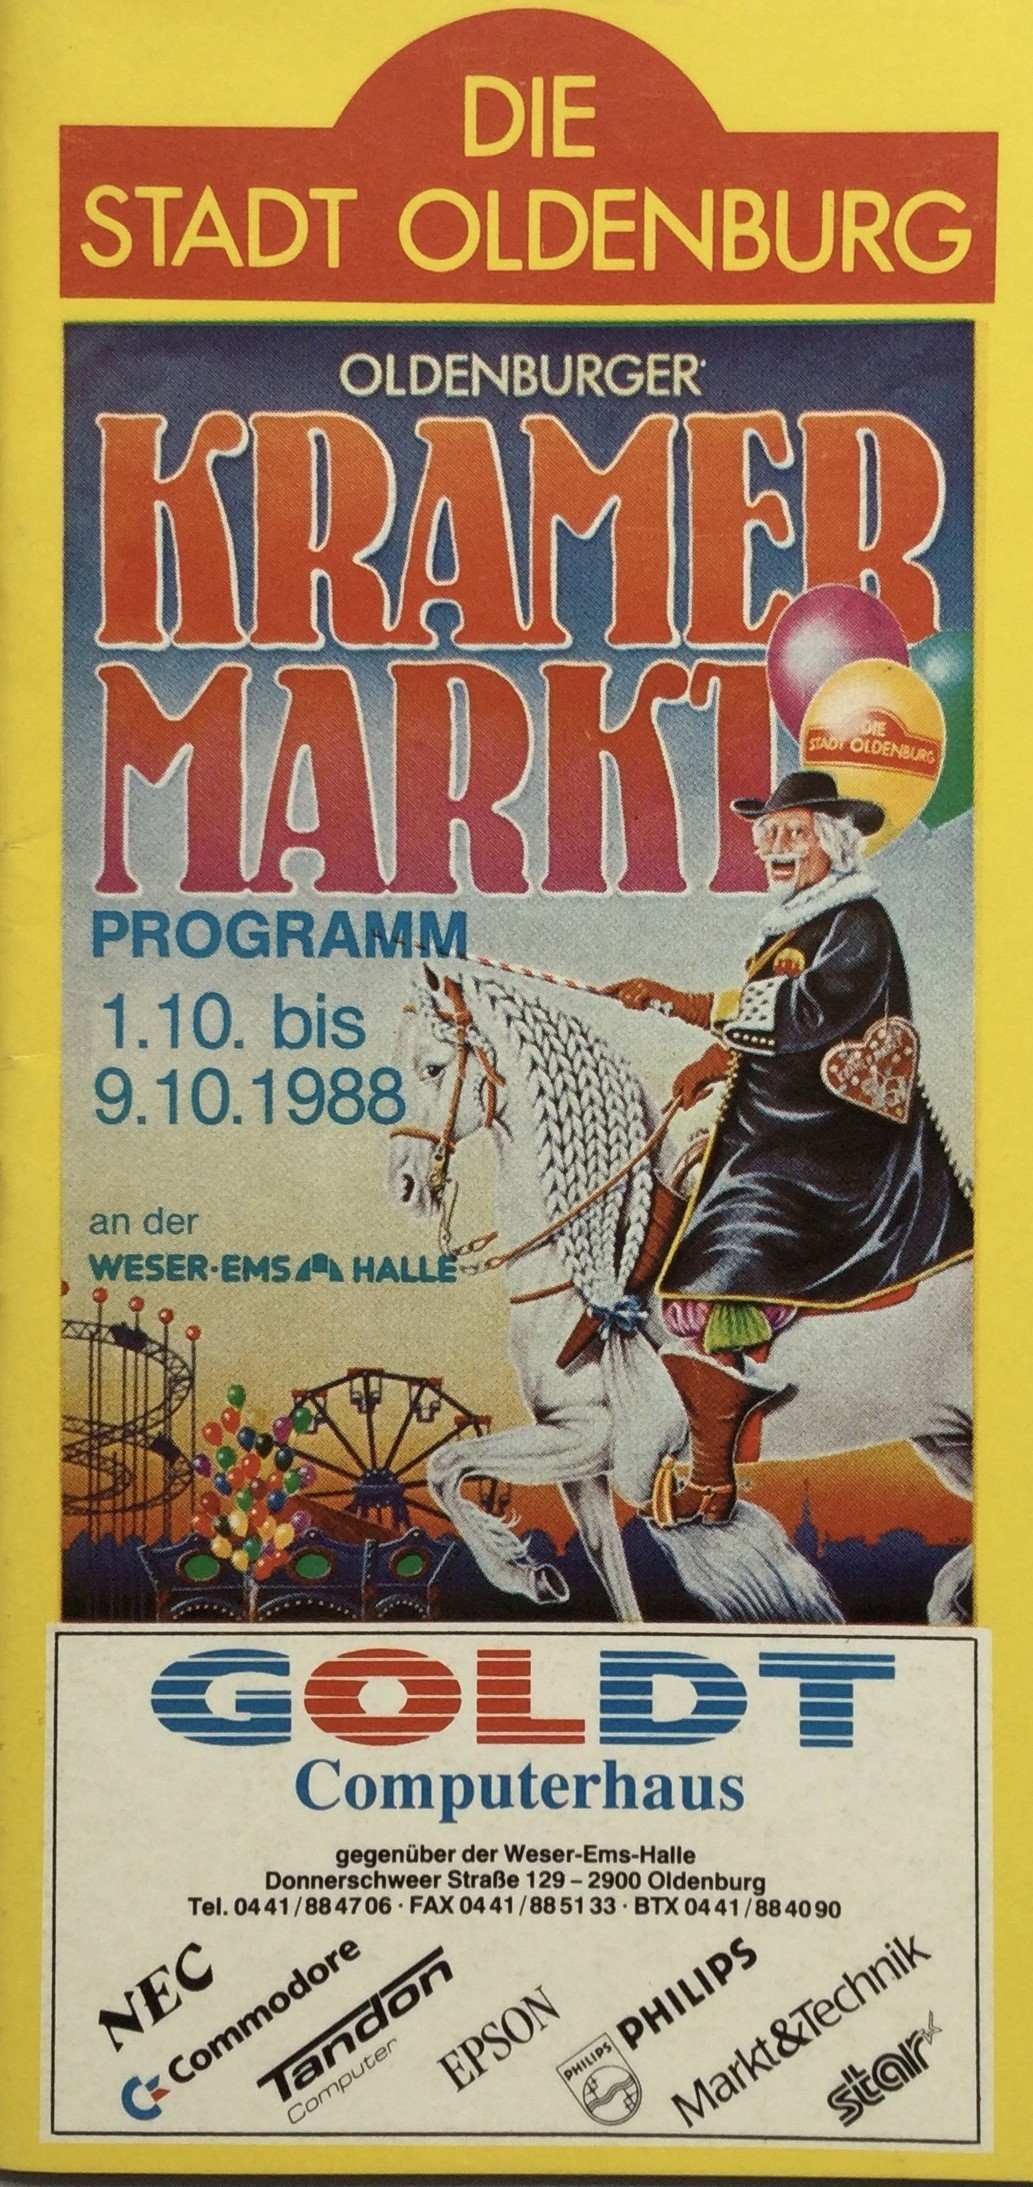 DIE
STADT OLDENBURG
OLDENBURGER
KRAMER
MARKT
DIE
STADT OLDENBURG
PROGRAMM
1.10. bis
9.10.1988
an der
WESER-EMS HALLE
GOLDT
Computerhaus
gegenüber der Weser-Ems-Halle
Donnerschweer Straße 129 – 2900 Oldenburg
Tel. 04 41 / 88 47 06 · FAX 04 41 / 88 51 33 · BTX 04 41 / 88 40 90
NEC
Commodore
Tandon
Computer
EPSON
PHILIPS
PHILIPS
Markt&Technik
star